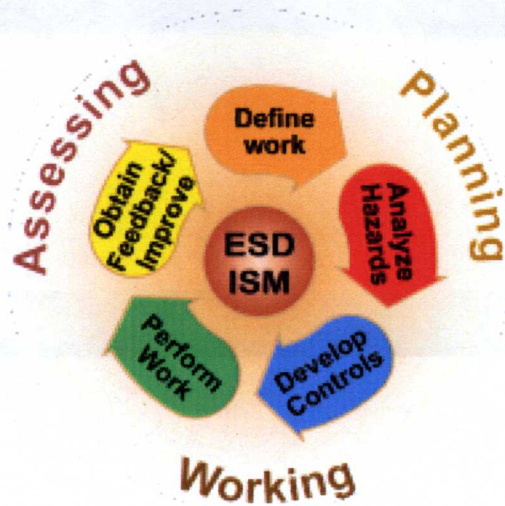 Assessing
Planning
Define
work
Analyze
Hazards
Develop
Controls
Perform
Work
Obtain
Feedback/
Improve
ESD
ISM
Working